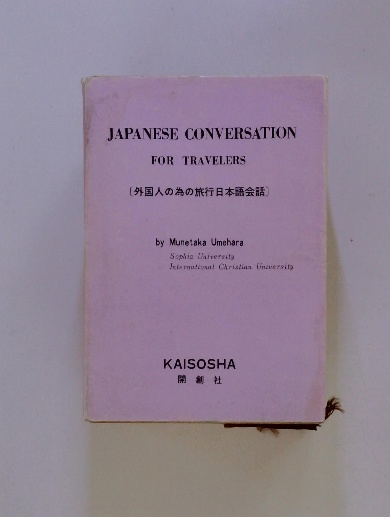 JAPANESE CONVERSATION
FOR TRAVELERS
〔外国人の為の旅行日本語会話〕
by Munetaka Umehara
Sophia University
International Christian University
KAISOSHA
開創社